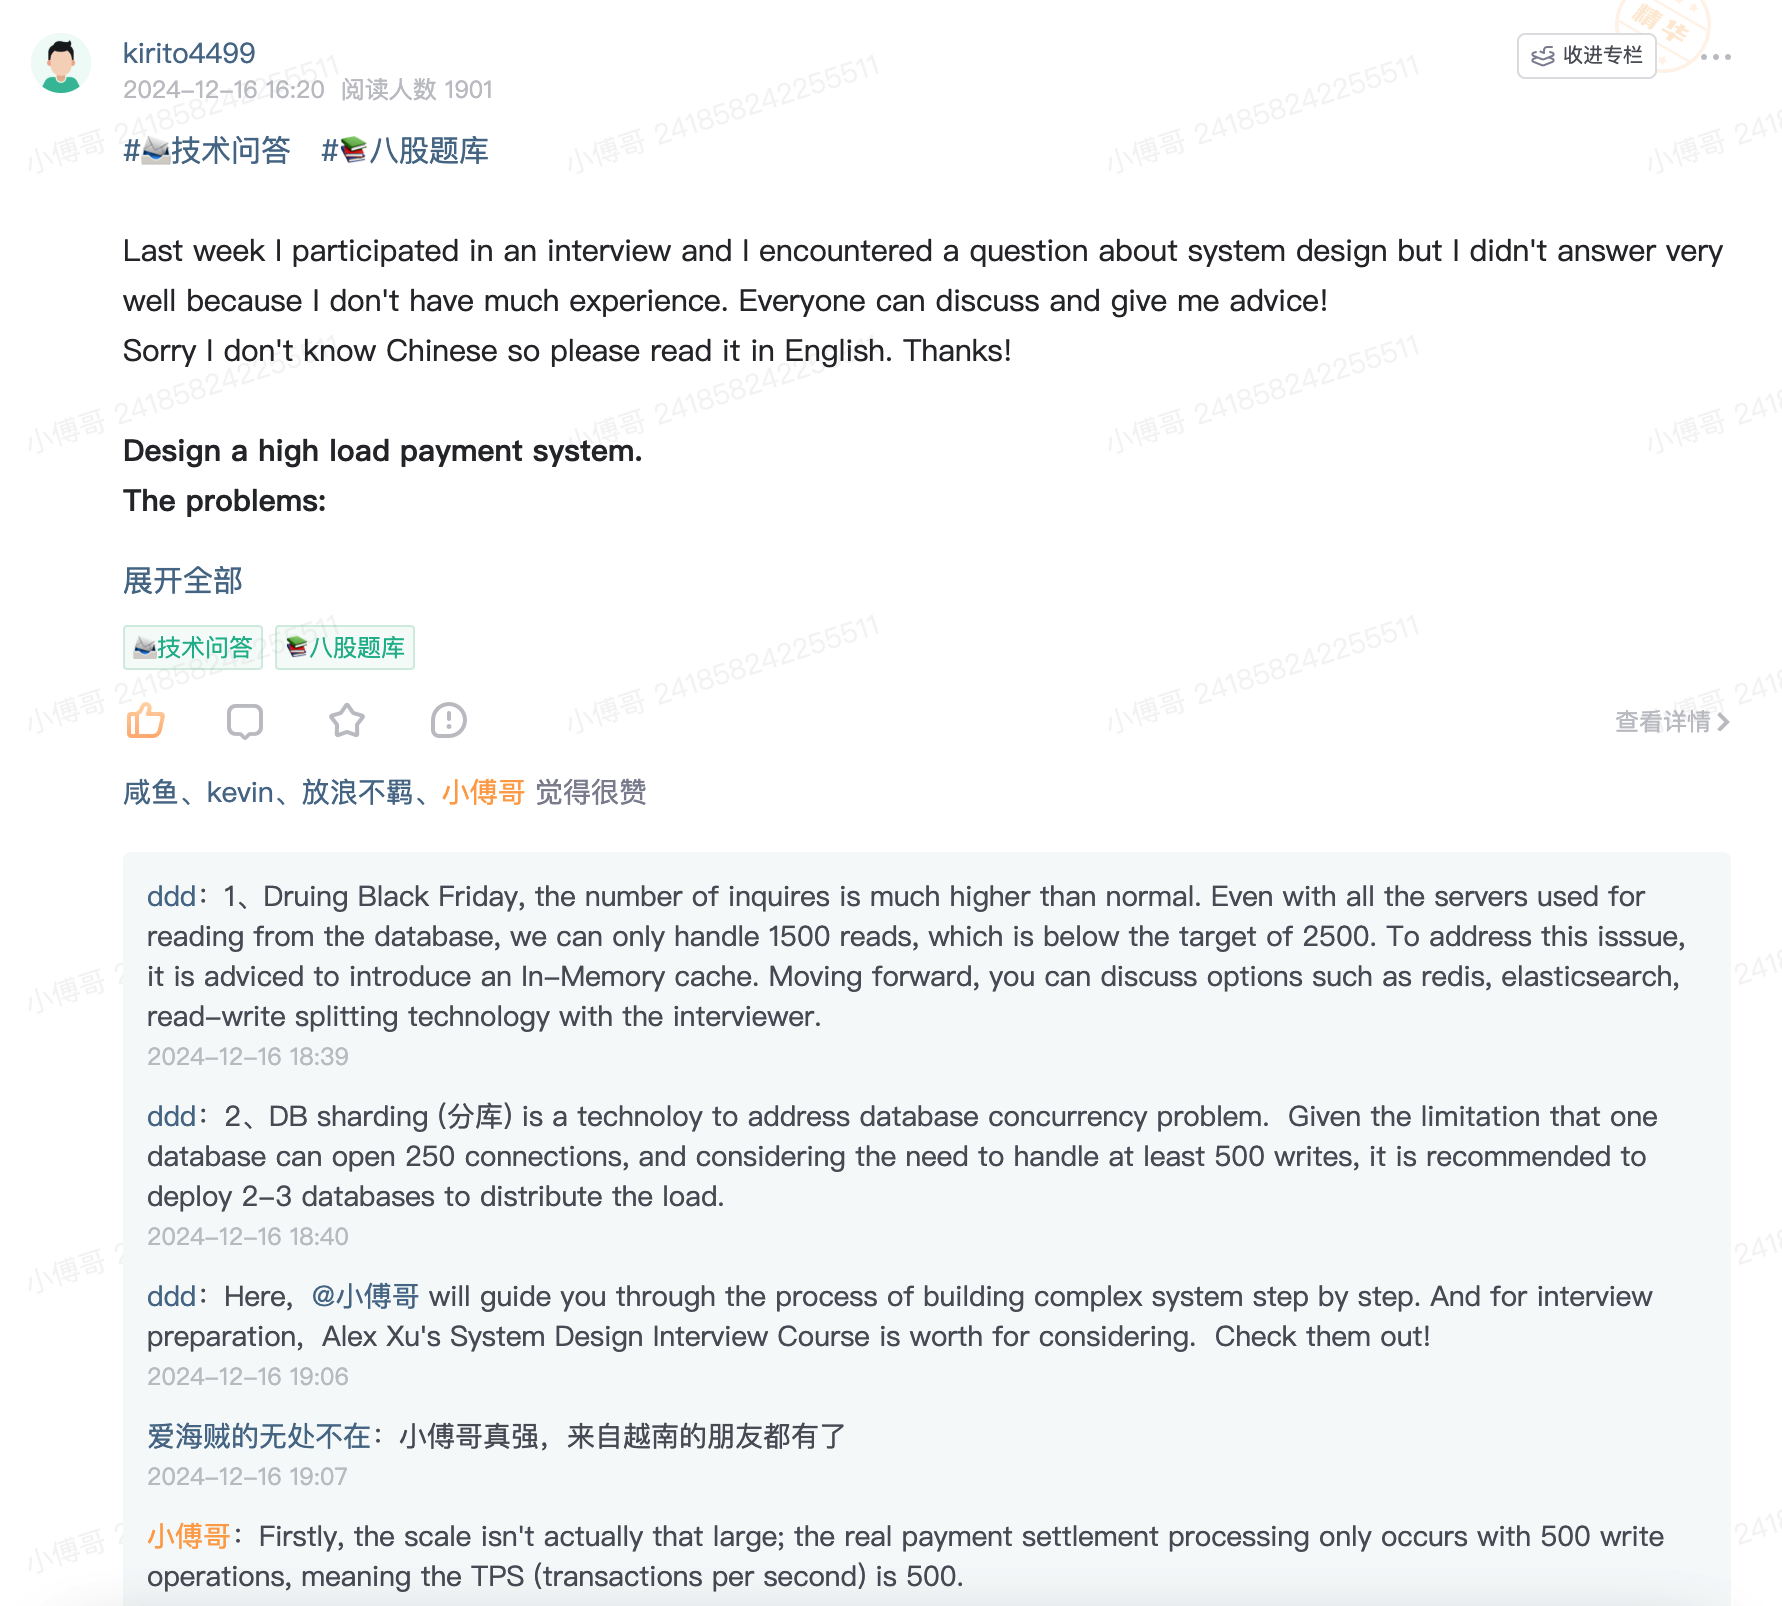 kirito4499
2024-12-16 16:20 阅读人数 1901
精华
收进专栏
#技术问答 #八股题库
Last week I participated in an interview and I encountered a question about system design but I didn't answer very
well because I don't have much experience. Everyone can discuss and give me advice!
Sorry I don't know Chinese so please read it in English. Thanks!
Design a high load payment system.
The problems:
展开全部
技术问答 八股题库
查看详情
咸鱼、kevin、放浪不羁、小傅哥 觉得很赞
ddd：1、Druing Black Friday, the number of inquires is much higher than normal. Even with all the servers used for
reading from the database, we can only handle 1500 reads, which is below the target of 2500. To address this isssue,
it is adviced to introduce an In-Memory cache. Moving forward, you can discuss options such as redis, elasticsearch,
read-write splitting technology with the interviewer.
2024-12-16 18:39
ddd：2、DB sharding (分库) is a technoloy to address database concurrency problem. Given the limitation that one
database can open 250 connections, and considering the need to handle at least 500 writes, it is recommended to
deploy 2-3 databases to distribute the load.
2024-12-16 18:40
ddd：Here, @小傅哥 will guide you through the process of building complex system step by step. And for interview
preparation, Alex Xu's System Design Interview Course is worth for considering. Check them out!
2024-12-16 19:06
爱海贼的无处不在：小傅哥真强，来自越南的朋友都有了
2024-12-16 19:07
小傅哥：Firstly, the scale isn't actually that large; the real payment settlement processing only occurs with 500 write
operations, meaning the TPS (transactions per second) is 500.
小傅哥 241858242255511